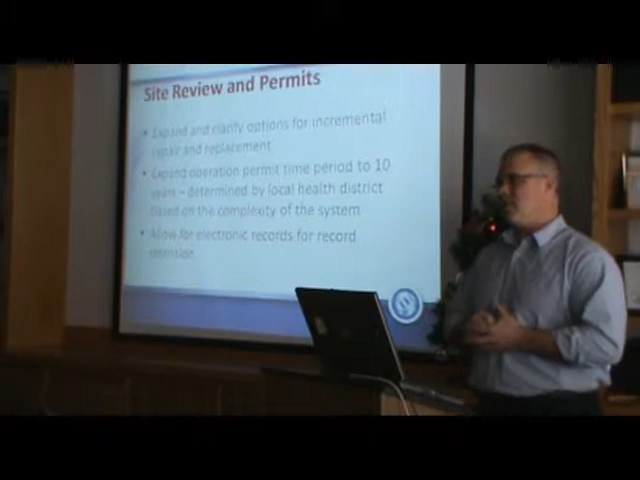 Site Review and Permits
• Expand and clarify options for incremental
repair and replacement
• Expand operation permit time period to 10
years – determined by local health district
based on the complexity of the system
• Allow for electronic records for record
retention